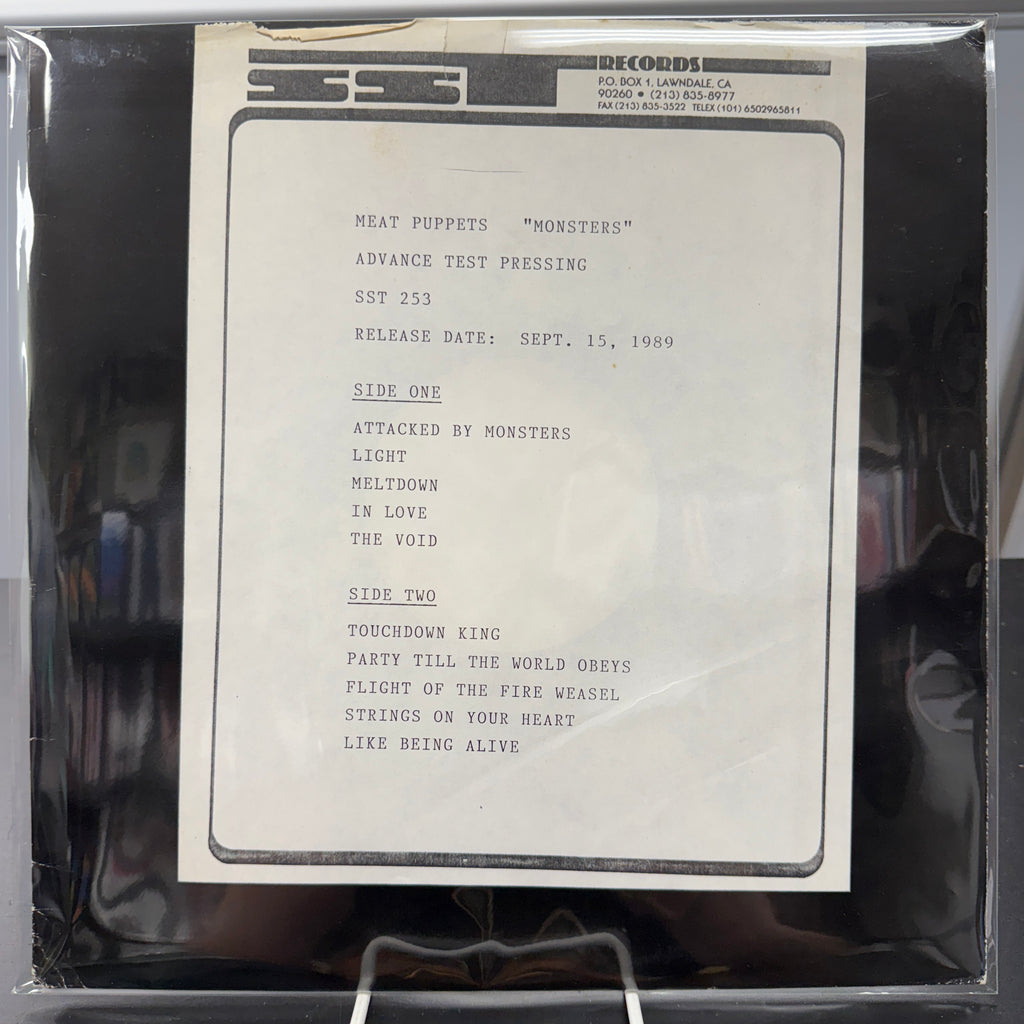 SST RECORDS
P.O. BOX 1, LAWNDALE, CA
90260 • (213) 835-8977
FAX (213) 835-3522 TELEX (101) 6502965811
MEAT PUPPETS "MONSTERS"
ADVANCE TEST PRESSING
SST 253
RELEASE DATE: SEPT. 15, 1989
SIDE ONE
ATTACKED BY MONSTERS
LIGHT
MELTDOWN
IN LOVE
THE VOID
SIDE TWO
TOUCHDOWN KING
PARTY TILL THE WORLD OBEYS
FLIGHT OF THE FIRE WEASEL
STRINGS ON YOUR HEART
LIKE BEING ALIVE